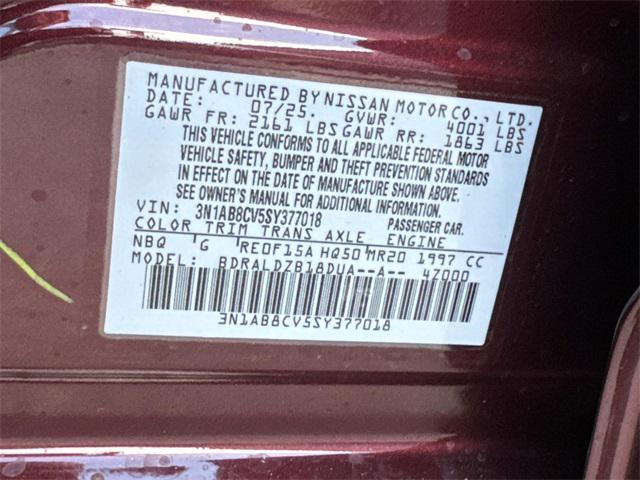 MANUFACTURED BY NISSAN MOTOR CO., LTD.
DATE: 07/25. GVWR: 4001 LBS
GAWR FR: 2161 LBS GAWR RR: 1863 LBS
THIS VEHICLE CONFORMS TO ALL APPLICABLE FEDERAL MOTOR
VEHICLE SAFETY, BUMPER AND THEFT PREVENTION STANDARDS
IN EFFECT ON THE DATE OF MANUFACTURE SHOWN ABOVE.
SEE OWNER'S MANUAL FOR ADDITIONAL INFORMATION.
VIN: 3N1AB8CV5SY377018 PASSENGER CAR.
COLOR TRIM TRANS AXLE ENGINE
NBQ G RE0F15A HQ50 MR20 1997 CC
MODEL: BDRALDZB18DUA--A-- 47000
3N1AB8CV5SY377018